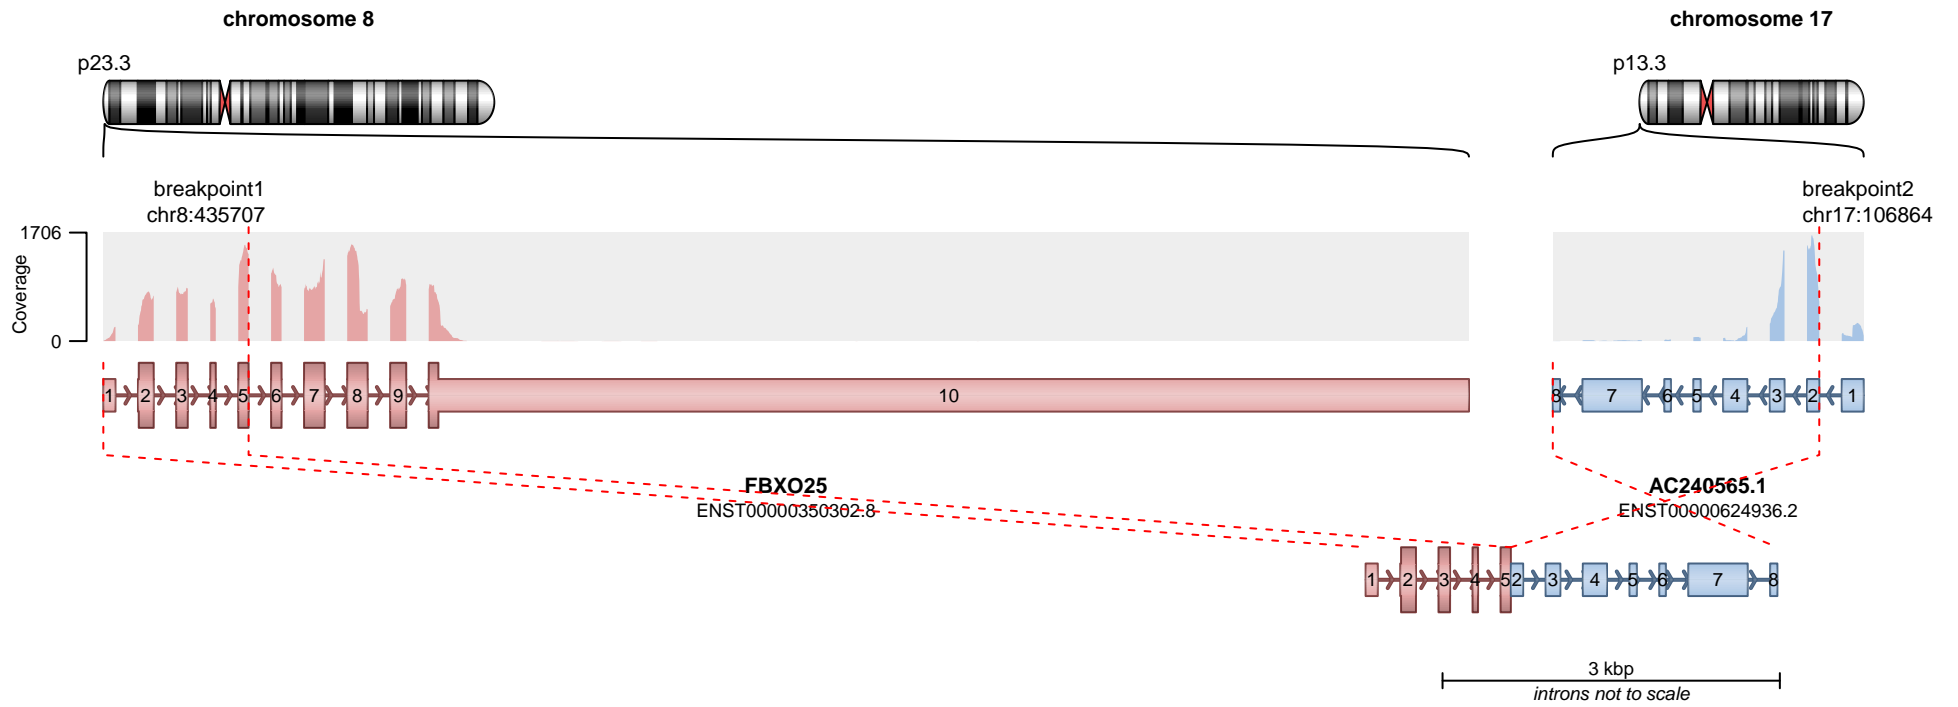 chromosome 8
chromosome 17
p23.3
p13.3
breakpoint1
chr8:435707
breakpoint2
chr17:106864
1706
Coverage
0
1 2 3 4 5 6 7 8 9 10
8 7 6 5 4 3 2 1
FBXO25
ENST00000350302.8
AC240565.1
ENST00000624936.2
1 2 3 4 5 2 3 4 5 6 7 8
3 kbp
introns not to scale